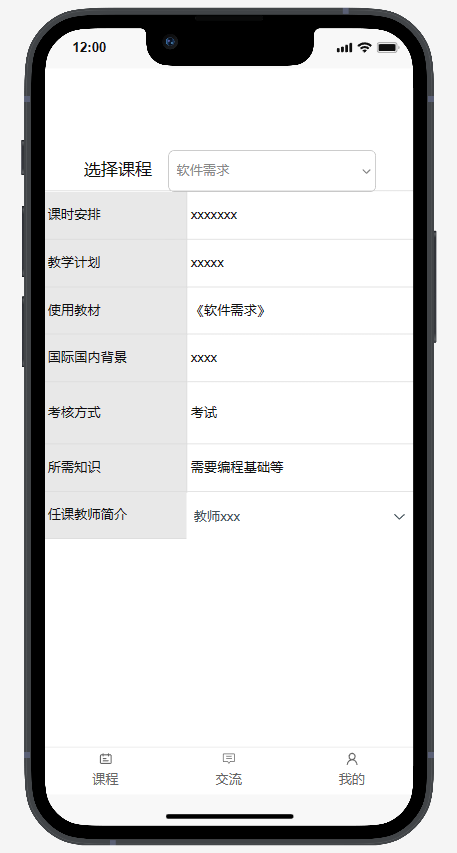 12:00
选择课程 软件需求
课时安排 xxxxxxx
教学计划 xxxxx
使用教材 《软件需求》
国际国内背景 xxxx
考核方式 考试
所需知识 需要编程基础等
任课教师简介 教师xxx
课程 交流 我的